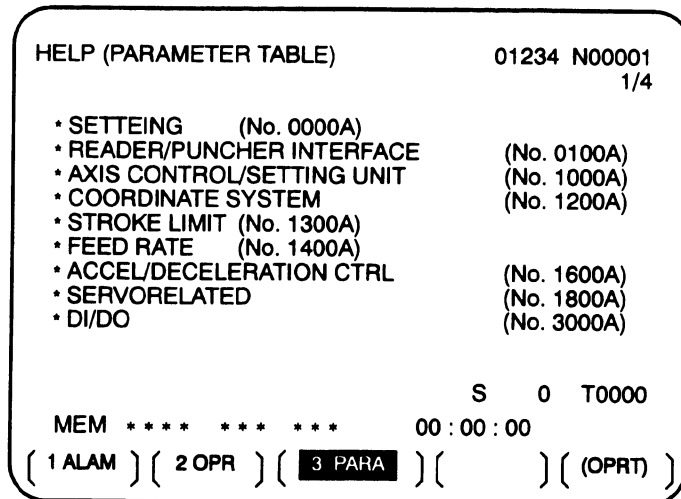 HELP (PARAMETER TABLE) 01234 N00001
1/4
* SETTEING (No. 0000A)
* READER/PUNCHER INTERFACE (No. 0100A)
* AXIS CONTROL/SETTING UNIT (No. 1000A)
* COORDINATE SYSTEM (No. 1200A)
* STROKE LIMIT (No. 1300A)
* FEED RATE (No. 1400A)
* ACCEL/DECELERATION CTRL (No. 1600A)
* SERVORELATED (No. 1800A)
* DI/DO (No. 3000A)
S 0 T0000
MEM * * * * * * * * * * 00 : 00 : 00
[ 1 ALAM ] [ 2 OPR ] [ 3 PARA ] [ ] [ (OPRT) ]